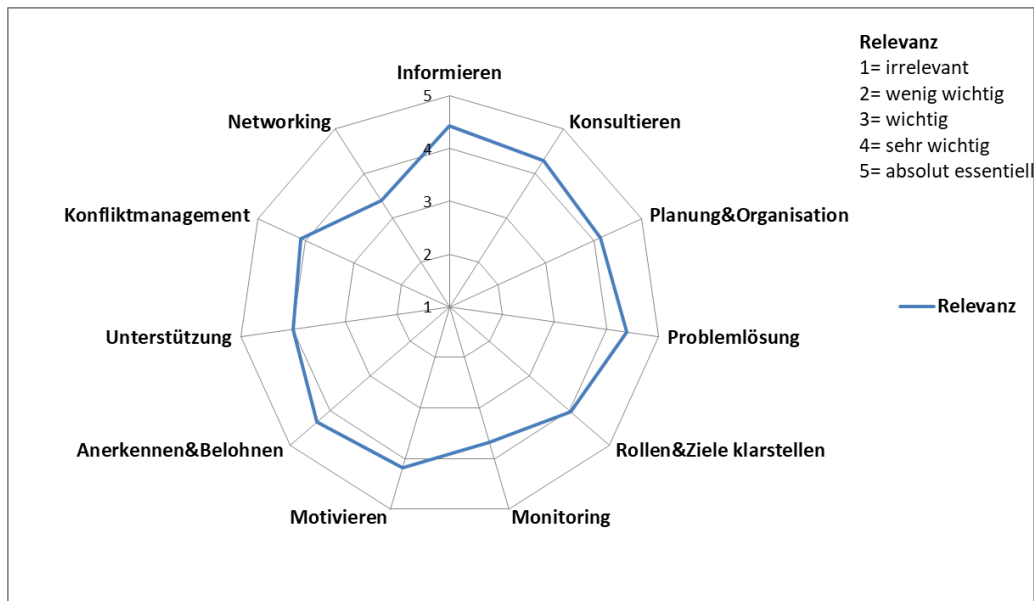 Relevanz
1= irrelevant
2= wenig wichtig
3= wichtig
4= sehr wichtig
5= absolut essentiell
Informieren
Networking
Konsultieren
Konfliktmanagement
Planung&Organisation
Unterstützung
Problemlösung
Anerkennen&Belohnen
Rollen&Ziele klarstellen
Motivieren
Monitoring
5
4
3
2
1
Relevanz